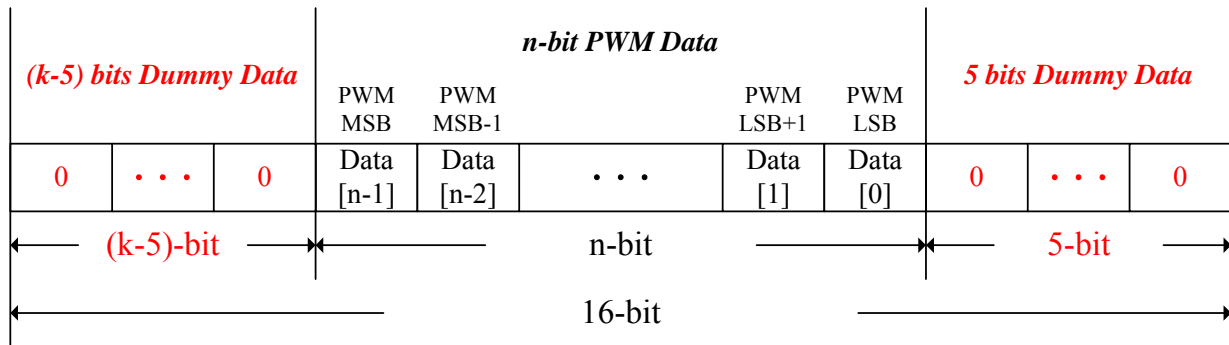 n-bit PWM Data
(k-5) bits Dummy Data
5 bits Dummy Data
PWM MSB
PWM MSB-1
PWM LSB+1
PWM LSB
0 · · · 0
Data [n-1]
Data [n-2]
· · ·
Data [1]
Data [0]
0 · · · 0
(k-5)-bit
n-bit
5-bit
16-bit